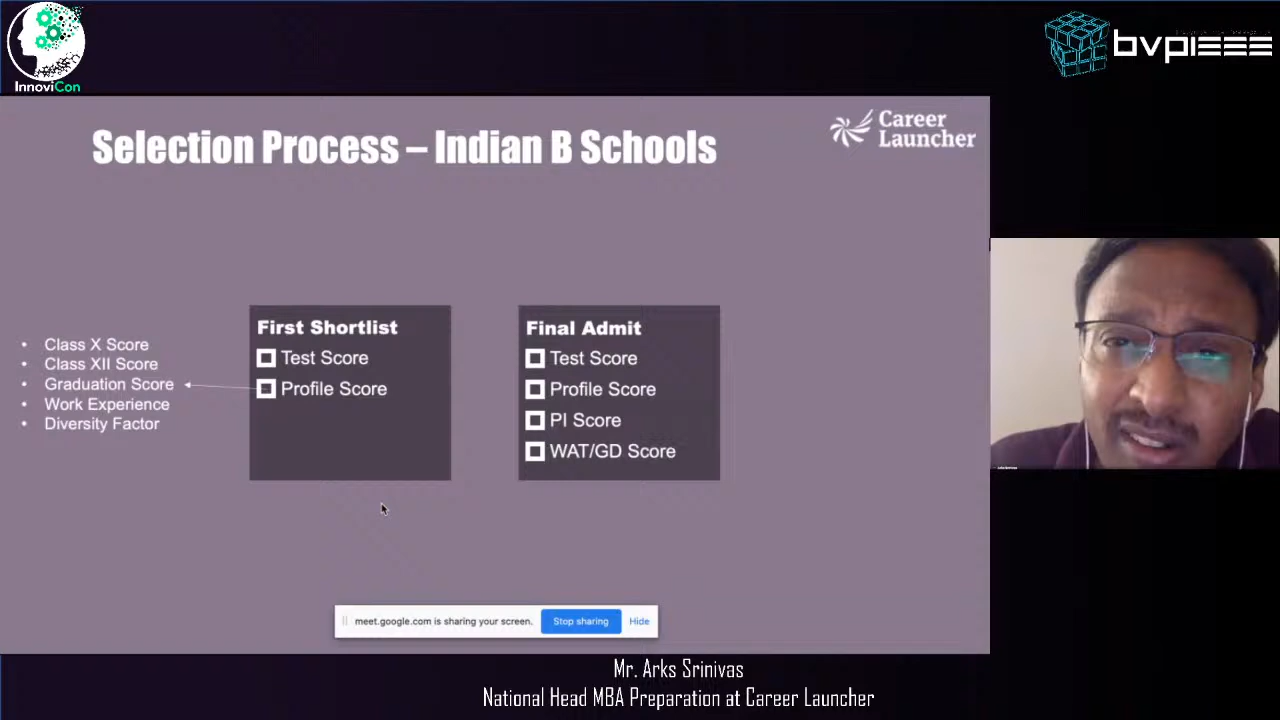 InnoviCon
bvpieee
Career
Launcher
Selection Process – Indian B Schools
• Class X Score
• Class XII Score
• Graduation Score
• Work Experience
• Diversity Factor
First Shortlist
Test Score
Profile Score
Final Admit
Test Score
Profile Score
PI Score
WAT/GD Score
meet.google.com is sharing your screen.
Stop sharing
Hide
Mr. Arks Srinivas
National Head MBA Preparation at Career Launcher